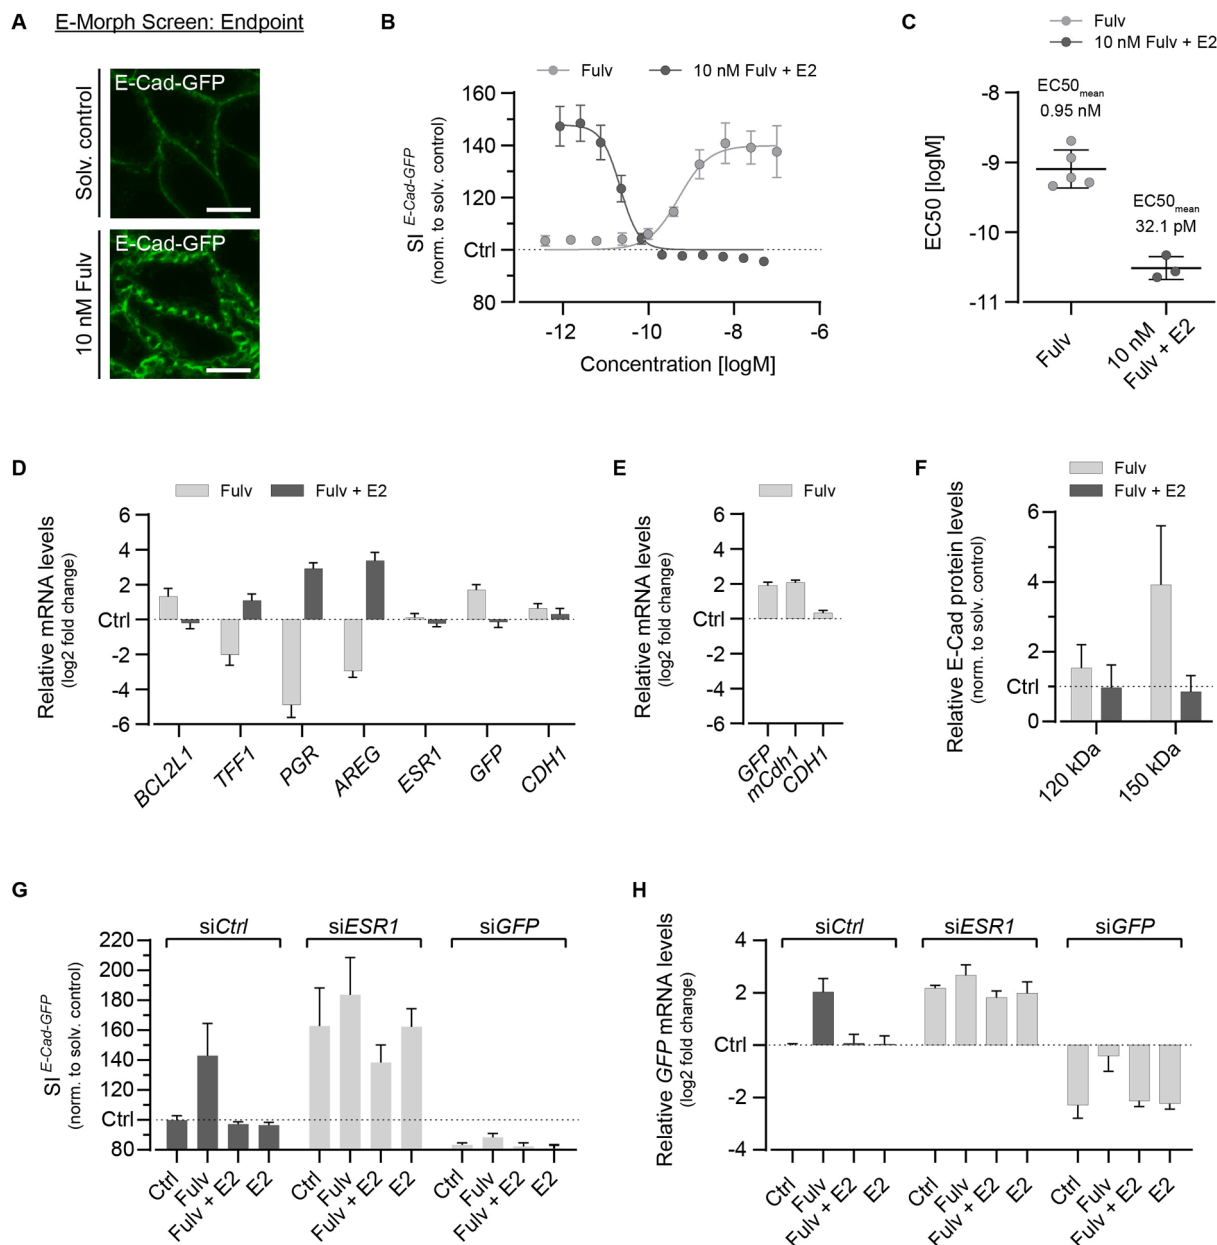 A E-Morph Screen: Endpoint
Solv. control
E-Cad-GFP
10 nM Fulv
E-Cad-GFP
B
Fulv 10 nM Fulv + E2
SI E-Cad-GFP
(norm. to solv. control)
160
140
120
Ctrl
80
-12 -10 -8 -6
Concentration [logM]
C
Fulv
10 nM Fulv + E2
EC50 [logM]
-8
-9
-10
-11
EC50mean
0.95 nM
EC50mean
32.1 pM
Fulv
10 nM
Fulv + E2
D
Fulv Fulv + E2
Relative mRNA levels
(log2 fold change)
6
4
2
Ctrl
-2
-4
-6
BCL2L1 TFF1 PGR AREG ESR1 GFP CDH1
E
Fulv
Relative mRNA levels
(log2 fold change)
6
4
2
Ctrl
-2
-4
-6
GFP mCdh1 CDH1
F
Fulv
Fulv + E2
Relative E-Cad protein levels
(norm. to solv. control)
6
4
2
Ctrl
0
120 kDa 150 kDa
G
siCtrl siESR1 siGFP
SI E-Cad-GFP
(norm. to solv. control)
220
200
180
160
140
120
Ctrl
80
Ctrl Fulv Fulv + E2 E2 Ctrl Fulv Fulv + E2 E2 Ctrl Fulv Fulv + E2 E2
H
siCtrl siESR1 siGFP
Relative GFP mRNA levels
(log2 fold change)
4
2
Ctrl
-2
-4
Ctrl Fulv Fulv + E2 E2 Ctrl Fulv Fulv + E2 E2 Ctrl Fulv Fulv + E2 E2